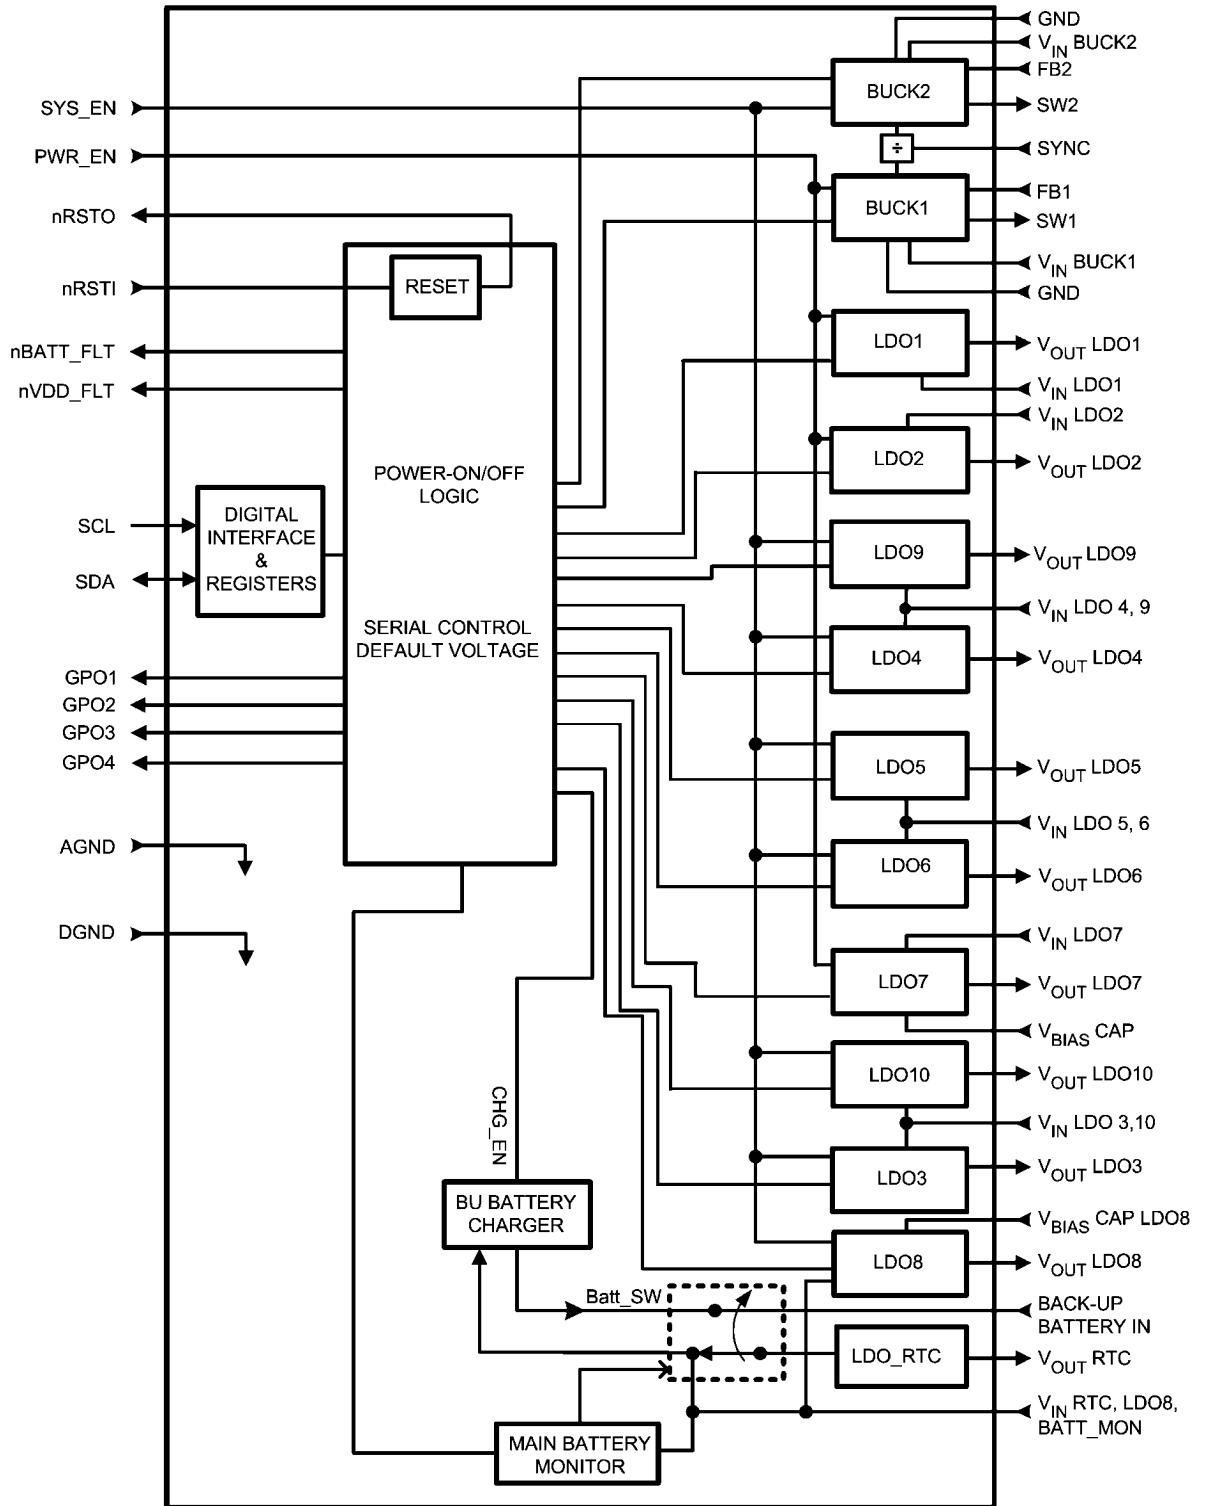 SYS_EN
PWR_EN
nRSTO
nRSTI
nBATT_FLT
nVDD_FLT
SCL
SDA
GPO1
GPO2
GPO3
GPO4
AGND
DGND
RESET
POWER-ON/OFF
LOGIC
SERIAL CONTROL
DEFAULT VOLTAGE
DIGITAL
INTERFACE
&
REGISTERS
CHG_EN
BU BATTERY
CHARGER
Batt_SW
MAIN BATTERY
MONITOR
BUCK2
÷
BUCK1
LDO1
LDO2
LDO9
LDO4
LDO5
LDO6
LDO7
LDO10
LDO3
LDO8
LDO_RTC
GND
VIN BUCK2
FB2
SW2
SYNC
FB1
SW1
VIN BUCK1
GND
VOUT LDO1
VIN LDO1
VIN LDO2
VOUT LDO2
VOUT LDO9
VIN LDO 4, 9
VOUT LDO4
VOUT LDO5
VIN LDO 5, 6
VOUT LDO6
VIN LDO7
VOUT LDO7
VBIAS CAP
VOUT LDO10
VIN LDO 3,10
VOUT LDO3
VBIAS CAP LDO8
VOUT LDO8
BACK-UP
BATTERY IN
VOUT RTC
VIN RTC, LDO8,
BATT_MON